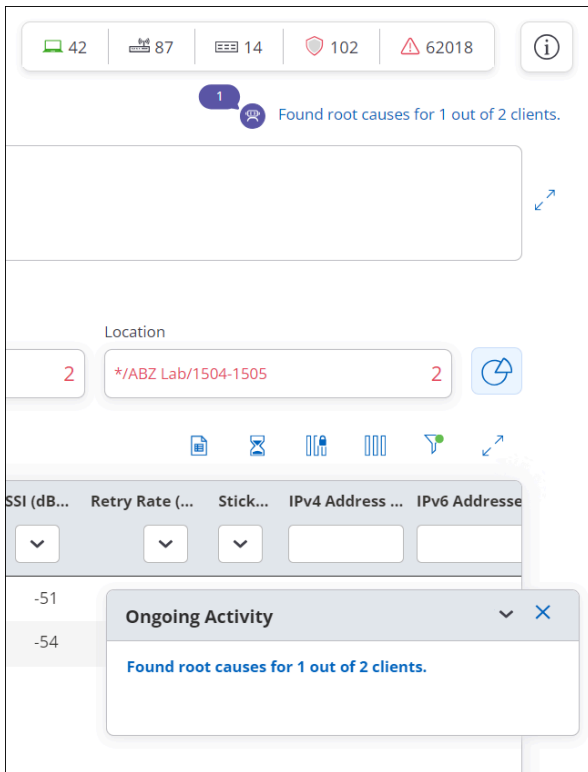 42 87 14 102 62018
1
Found root causes for 1 out of 2 clients.
Location
2 */ABZ Lab/1504-1505 2
SSI (dB... Retry Rate (... Stick... IPv4 Address ... IPv6 Addresse
-51
-54
Ongoing Activity
Found root causes for 1 out of 2 clients.